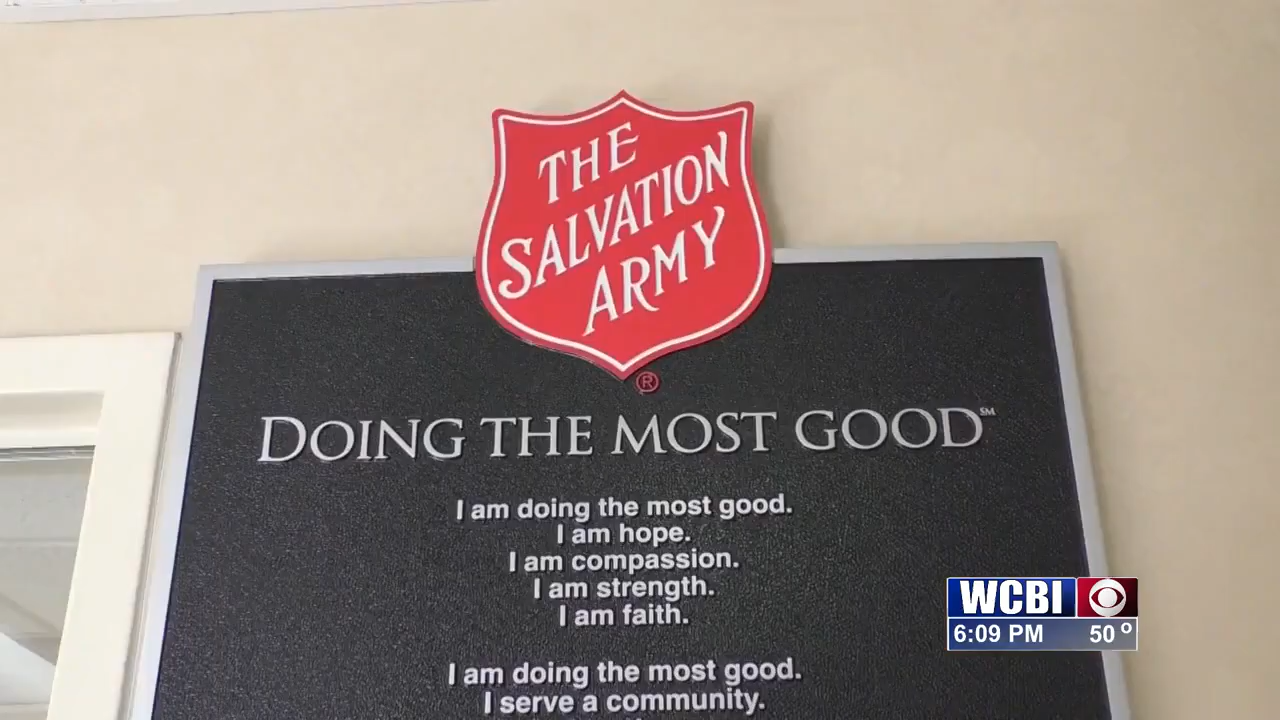 THE
SALVATION
ARMY
®
DOING THE MOST GOOD℠
I am doing the most good.
I am hope.
I am compassion.
I am strength.
I am faith.
I am doing the most good.
I serve a community.
WCBI
6:09 PM 50°